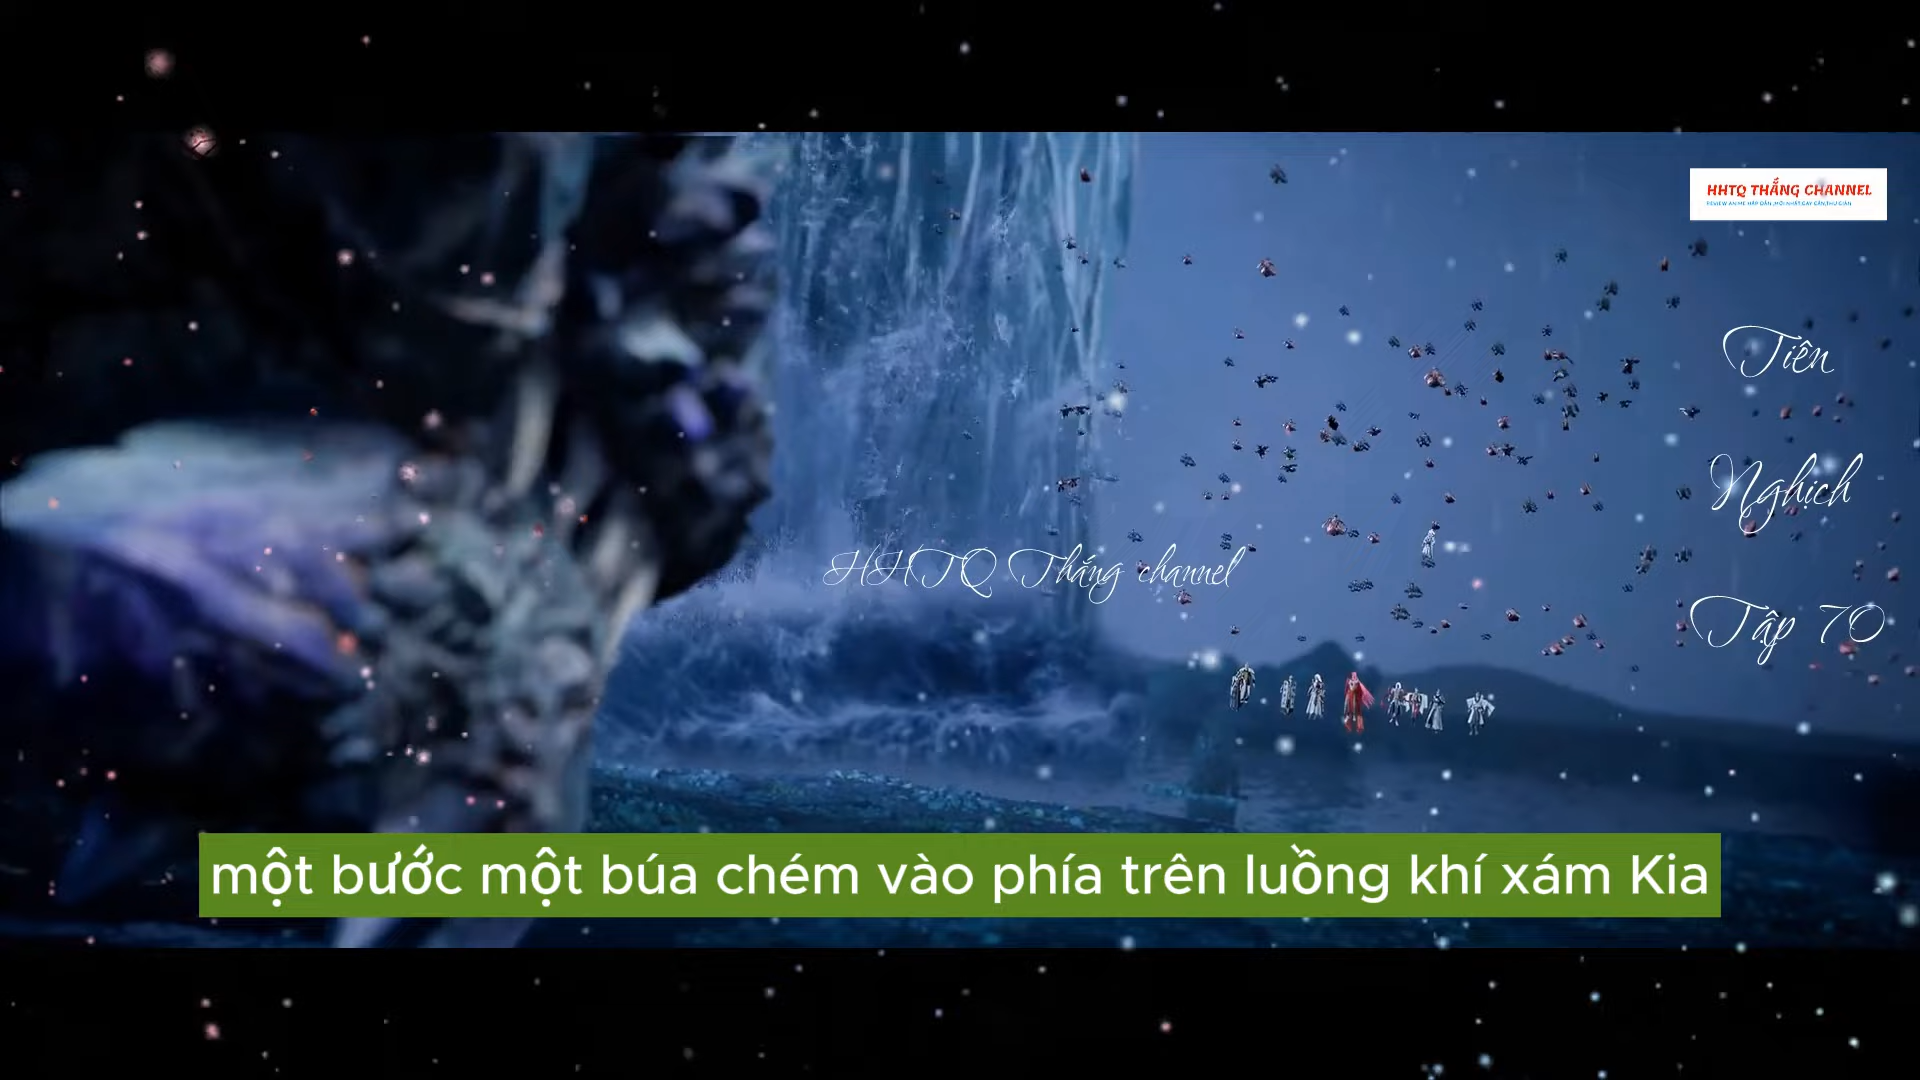 HHTQ THẮNG CHANNEL
Tiên
Nghịch
HHTQ Thắng channel
Tập 70
một bước một búa chém vào phía trên luồng khí xám Kia